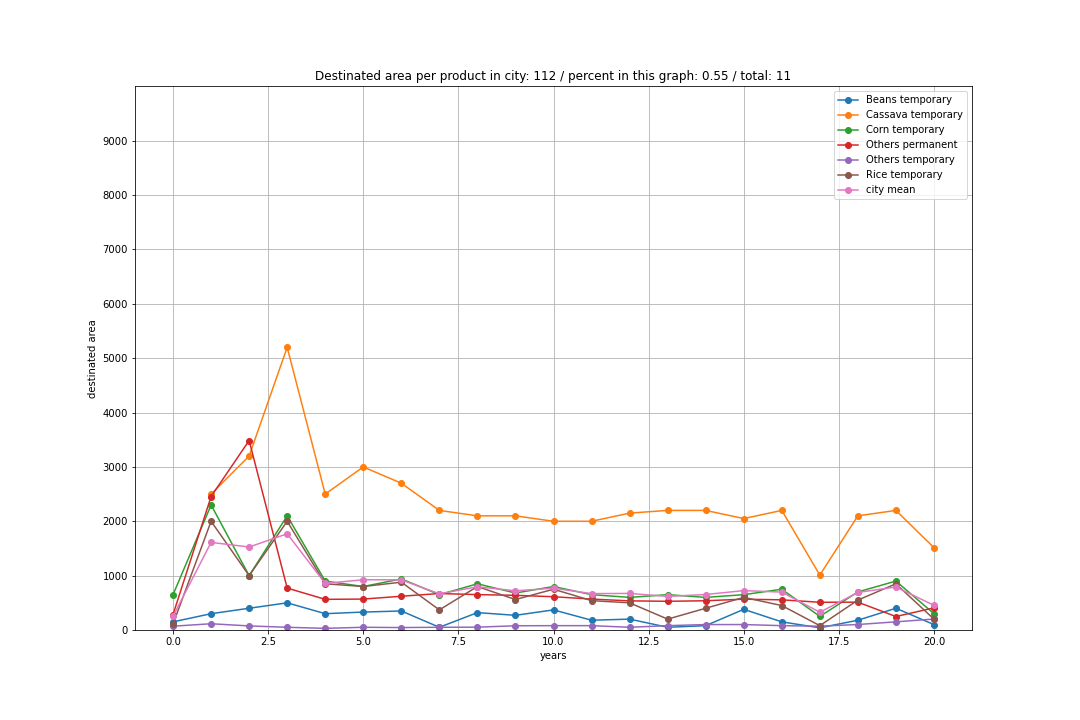 Destinated area per product in city: 112 / percent in this graph: 0.55 / total: 11
Beans temporary
Cassava temporary
Corn temporary
Others permanent
Others temporary
Rice temporary
city mean
9000
8000
7000
6000
5000
4000
3000
2000
1000
0
destinated area
0.0 2.5 5.0 7.5 10.0 12.5 15.0 17.5 20.0
years